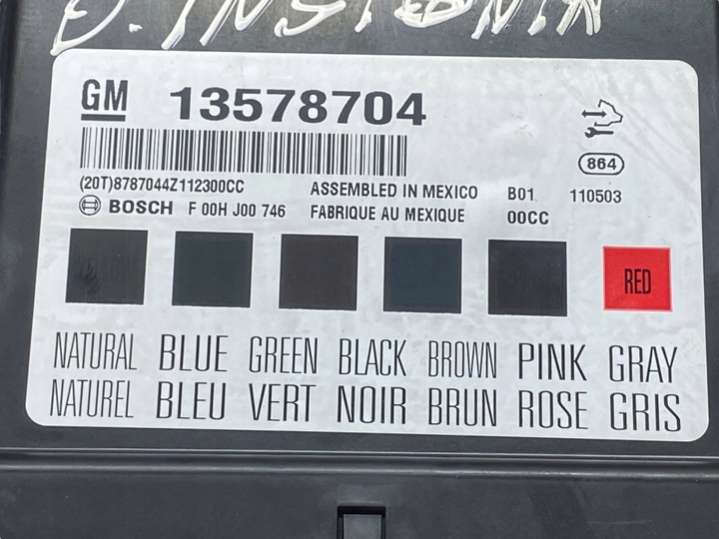 GM 13578704
864
(20T)8787044Z112300CC ASSEMBLED IN MEXICO B01 110503
BOSCH F 00H J00 746 FABRIQUE AU MEXIQUE 00CC
RED
NATURAL BLUE GREEN BLACK BROWN PINK GRAY
NATUREL BLEU VERT NOIR BRUN ROSE GRIS